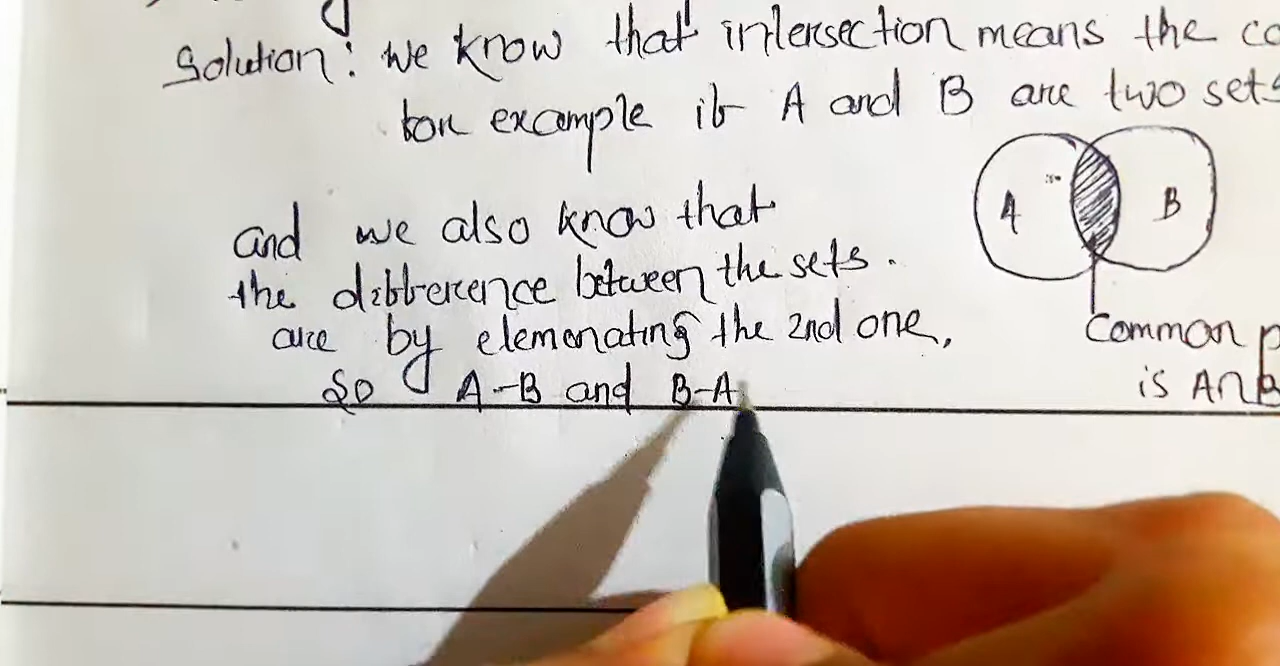 Solution: We know that intersection means the co
for example if A and B are two sets
A B
and we also know that
the difference between the sets.
are by elemenating the 2nd one,
Common p
So A-B and B-A
is A∩B